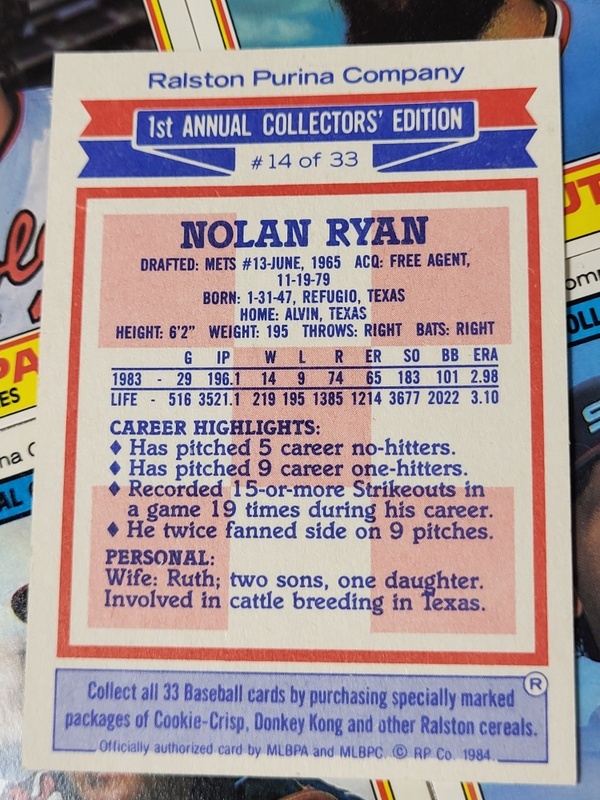 Ralston Purina Company
1st ANNUAL COLLECTORS' EDITION
#14 of 33
NOLAN RYAN
DRAFTED: METS #13-JUNE, 1965 ACQ: FREE AGENT,
11-19-79
BORN: 1-31-47, REFUGIO, TEXAS
HOME: ALVIN, TEXAS
HEIGHT: 6'2" WEIGHT: 195 THROWS: RIGHT BATS: RIGHT
G IP W L R ER SO BB ERA
1983 - 29 196.1 14 9 74 65 183 101 2.98
LIFE - 516 3521.1 219 195 1385 1214 3677 2022 3.10
CAREER HIGHLIGHTS:
♦ Has pitched 5 career no-hitters.
♦ Has pitched 9 career one-hitters.
♦ Recorded 15-or-more Strikeouts in
a game 19 times during his career.
♦ He twice fanned side on 9 pitches.
PERSONAL:
Wife: Ruth; two sons, one daughter.
Involved in cattle breeding in Texas.
Collect all 33 Baseball cards by purchasing specially marked
packages of Cookie-Crisp, Donkey Kong and other Ralston cereals.
Officially authorized card by MLBPA and MLBPC. © RP Co. 1984.
®